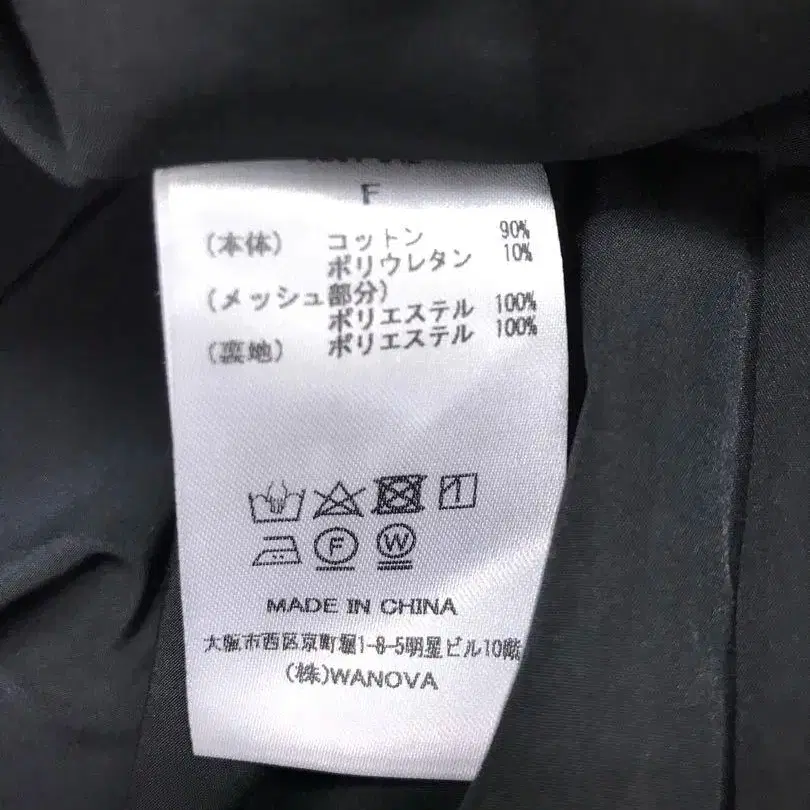 F
(本体) コットン 90%
ポリウレタン 10%
(メッシュ部分)
ポリエステル 100%
(裏地) ポリエステル 100%
F W
MADE IN CHINA
大阪市西区京町堀1-8-5明星ビル10階
(株)WANOVA